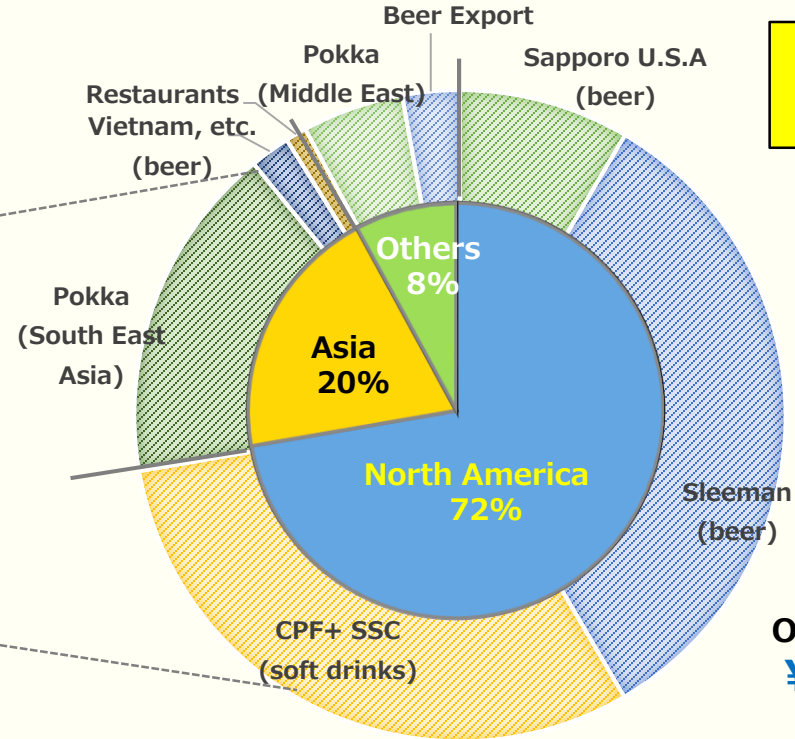 Beer Export
Pokka
(Middle East)
Sapporo U.S.A
(beer)
Restaurants
Vietnam, etc.
(beer)
Others
8%
Pokka
(South East
Asia)
Asia
20%
North America
72%
Sleeman
(beer)
CPF+ SSC
(soft drinks)